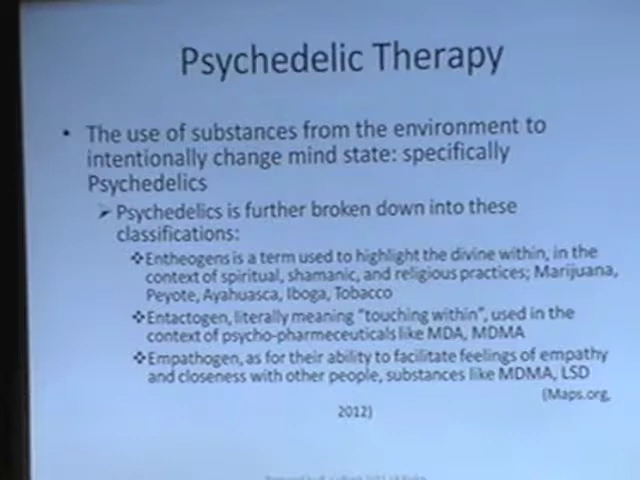 Psychedelic Therapy
• The use of substances from the environment to
intentionally change mind state: specifically
Psychedelics
➢ Psychedelics is further broken down into these
classifications:
❖Entheogens is a term used to highlight the divine within, in the
context of spiritual, shamanic, and religious practices; Marijuana,
Peyote, Ayahuasca, Iboga, Tobacco
❖Entactogen, literally meaning "touching within", used in the
context of psycho-pharmeceuticals like MDA, MDMA
❖Empathogen, as for their ability to facilitate feelings of empathy
and closeness with other people, substances like MDMA, LSD
(Maps.org,
2012)